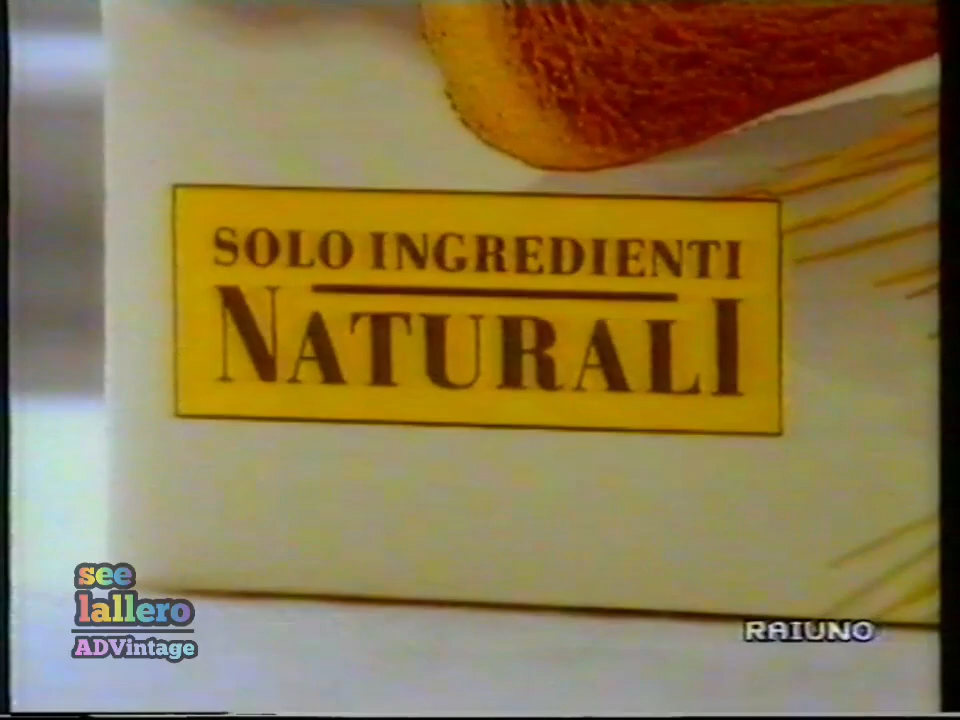 SOLO INGREDIENTI
NATURALI
see
lallero
ADVintage
RAIUNO